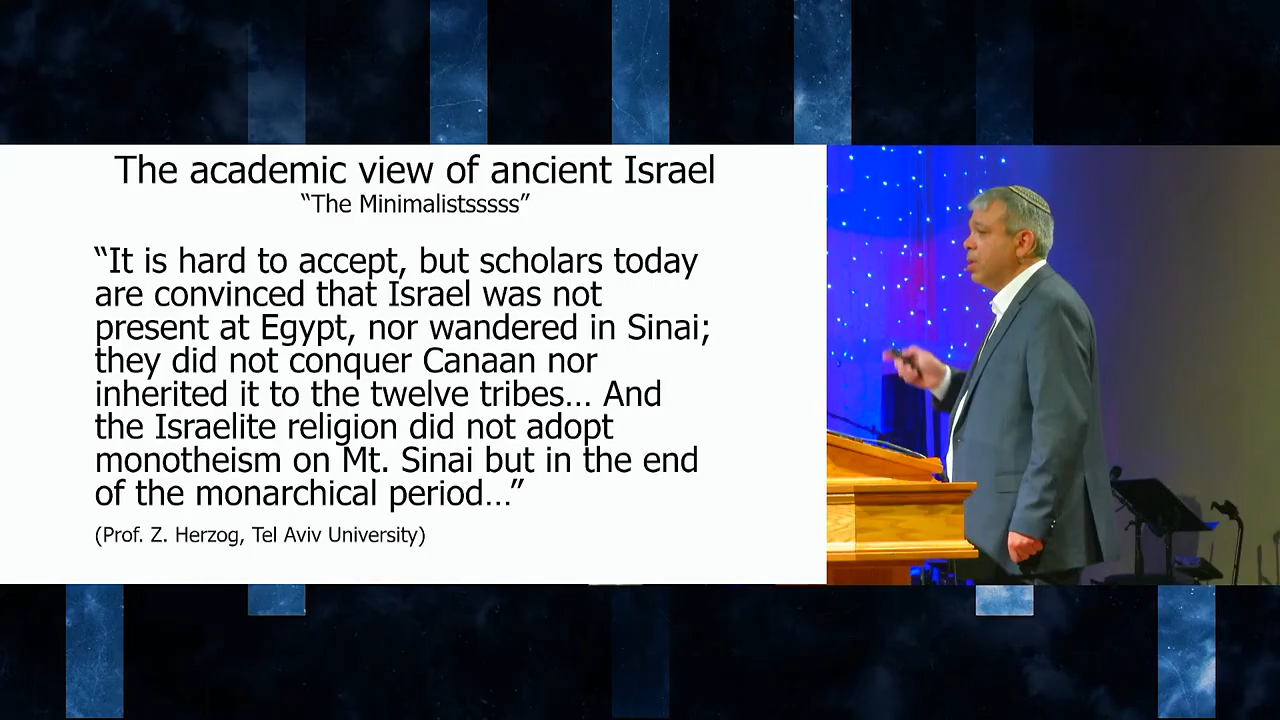 The academic view of ancient Israel
“The Minimalistsssss”
“It is hard to accept, but scholars today
are convinced that Israel was not
present at Egypt, nor wandered in Sinai;
they did not conquer Canaan nor
inherited it to the twelve tribes… And
the Israelite religion did not adopt
monotheism on Mt. Sinai but in the end
of the monarchical period…”
(Prof. Z. Herzog, Tel Aviv University)